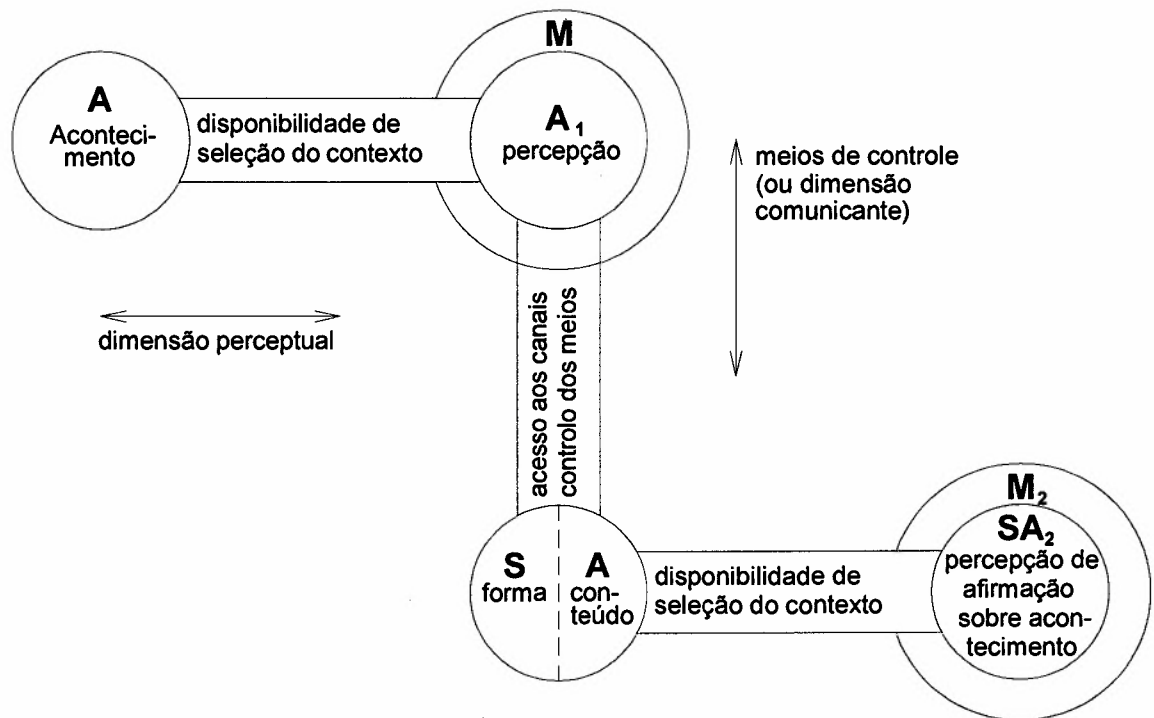 A
Aconteci-
mento
disponibilidade de
seleção do contexto
M
A₁
percepção
meios de controle
(ou dimensão
comunicante)
dimensão perceptual
acesso aos canais
controlo dos meios
S
forma
A
con-
teúdo
disponibilidade de
seleção do contexto
M₂
SA₂
percepção de
afirmação
sobre acon-
tecimento